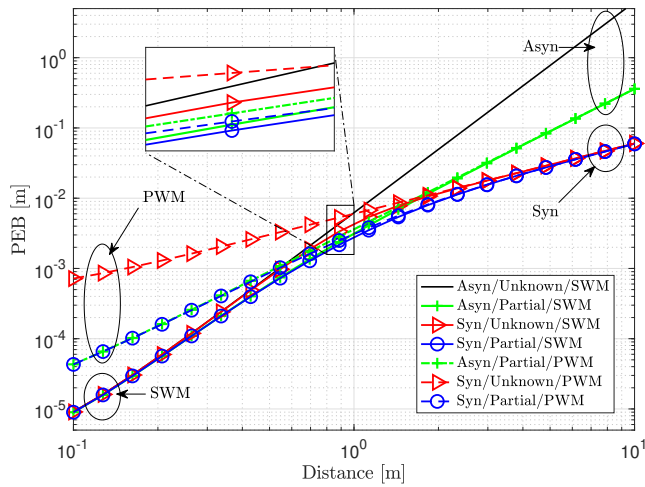 10^0
10^-1
10^-2
10^-3
10^-4
10^-5
PEB [m]
Asyn
PWM
Syn
SWM
Asyn/Unknown/SWM
Asyn/Partial/SWM
Syn/Unknown/SWM
Syn/Partial/SWM
Asyn/Partial/PWM
Syn/Unknown/PWM
Syn/Partial/PWM
10^-1
10^0
10^1
Distance [m]